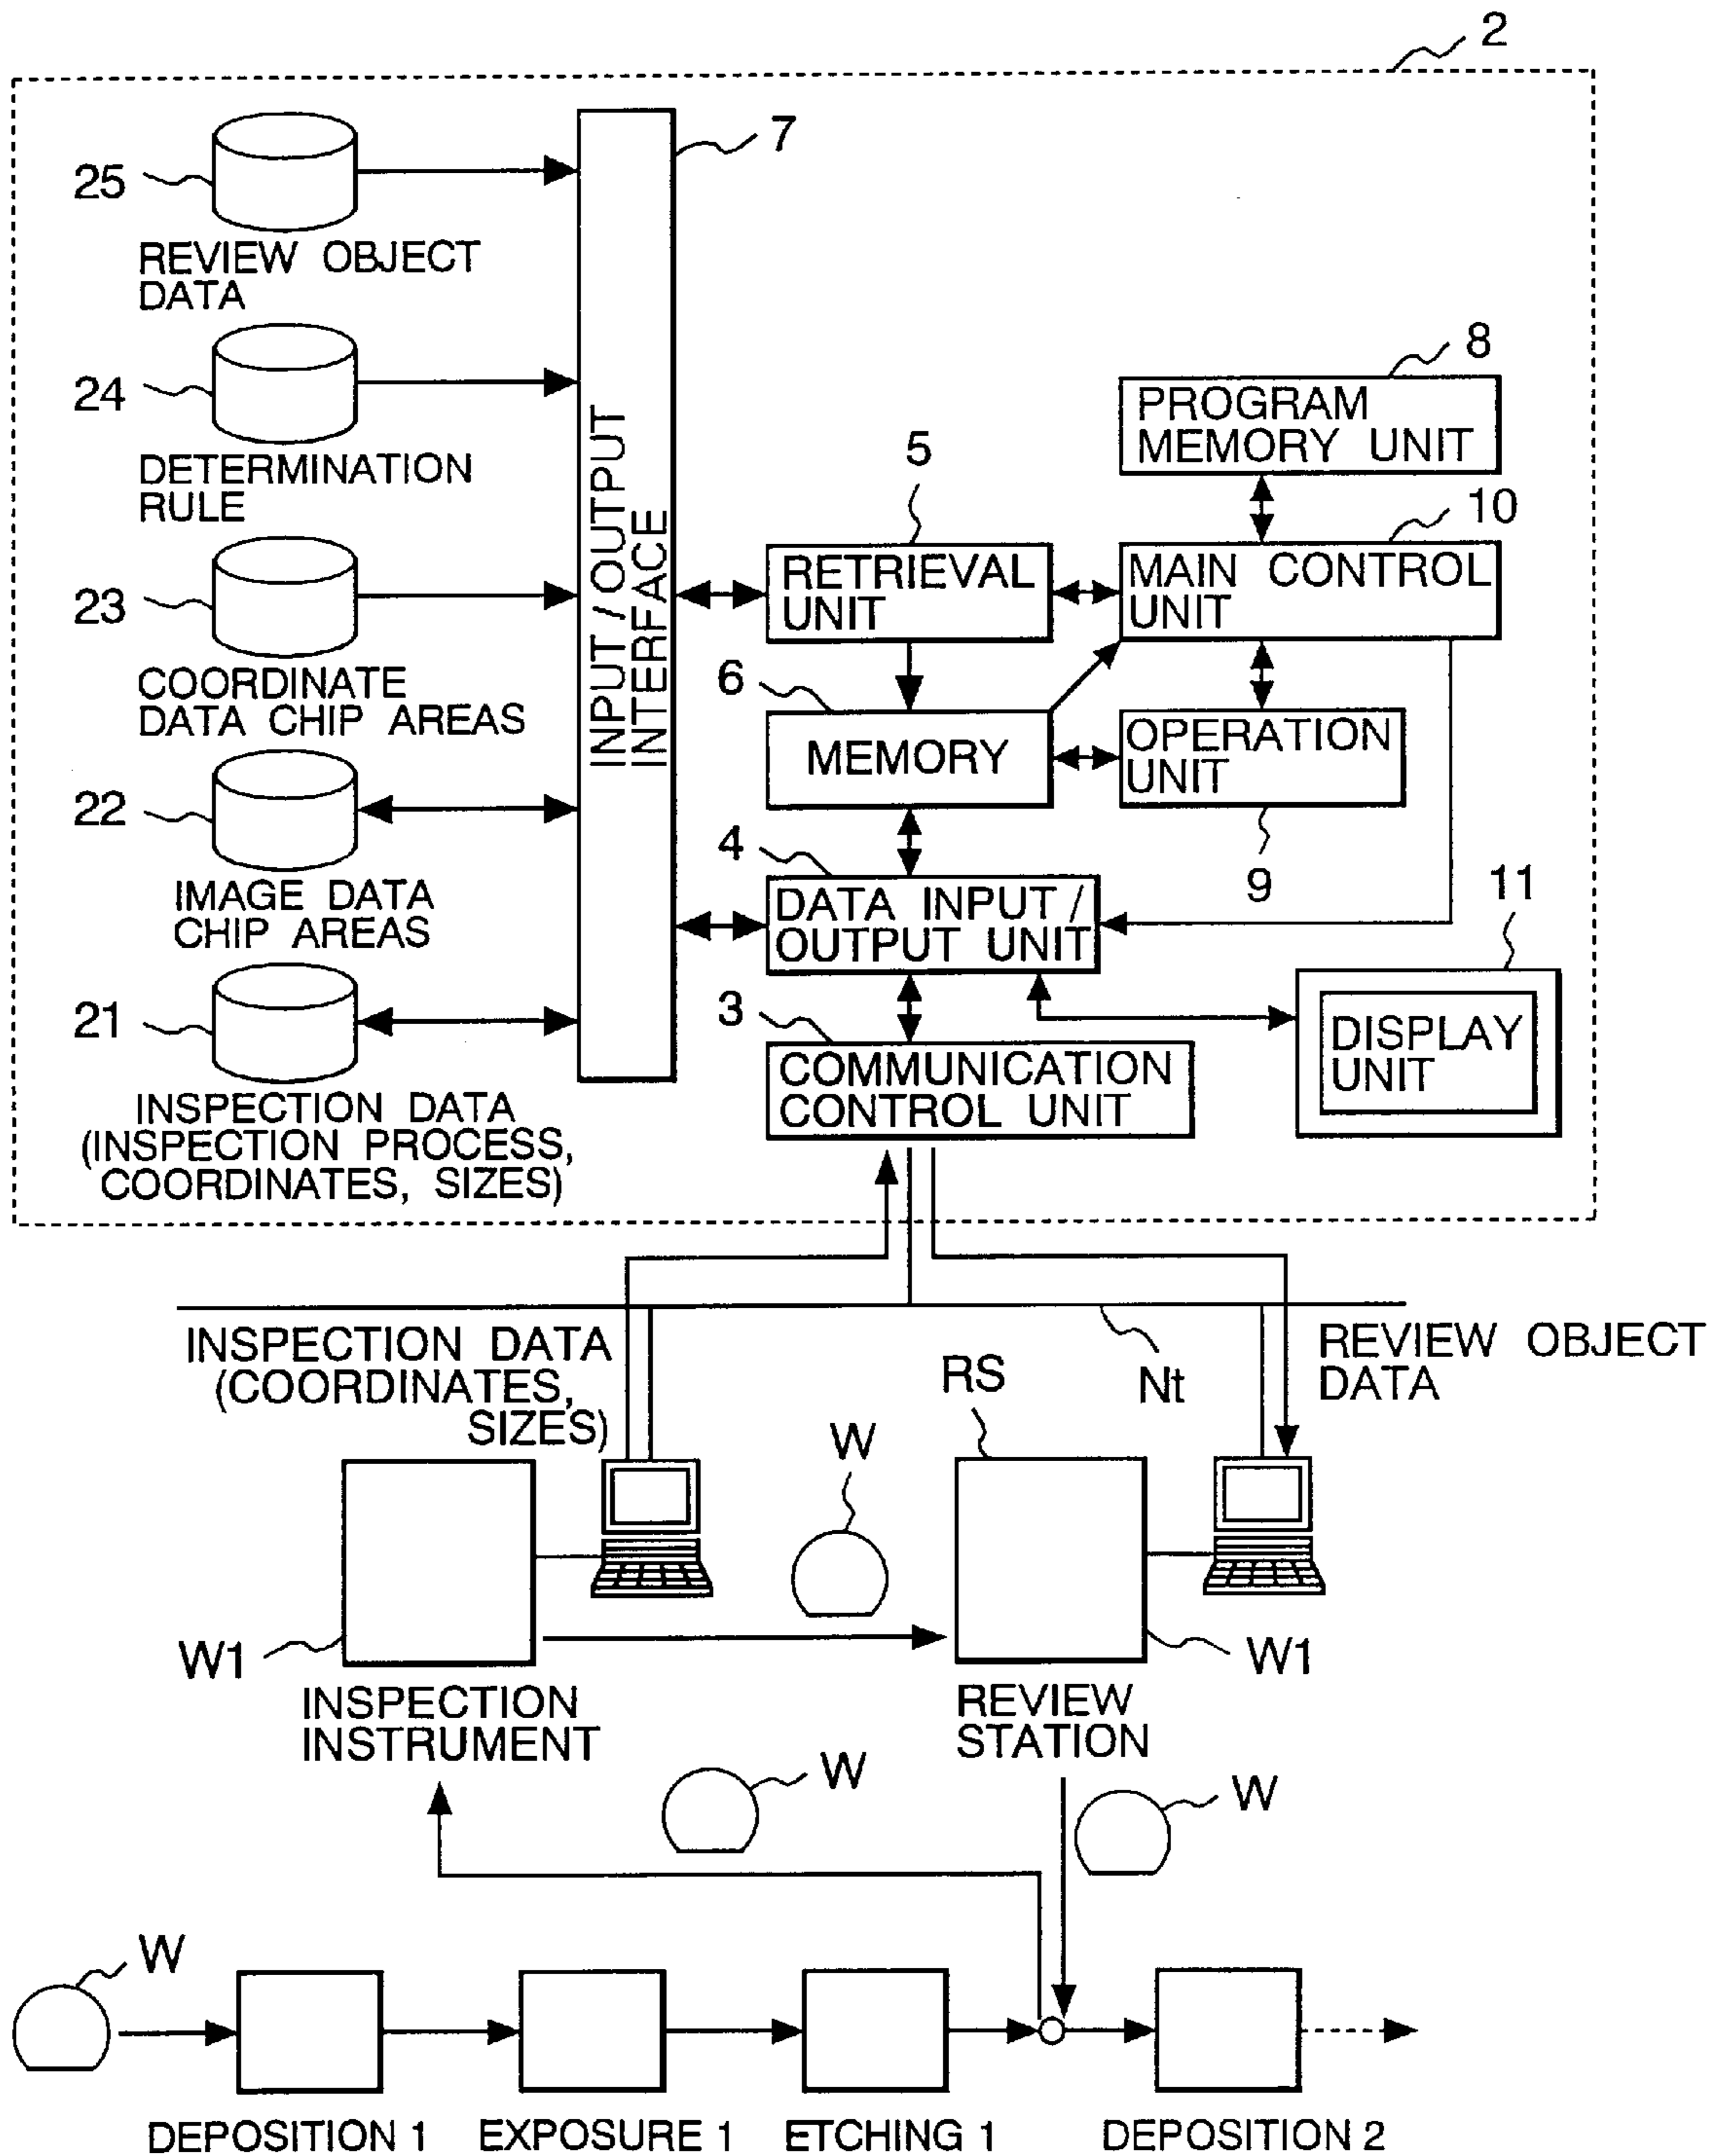 2
7
25
REVIEW OBJECT
DATA
24
DETERMINATION
RULE
23
COORDINATE
DATA CHIP AREAS
22
IMAGE DATA
CHIP AREAS
21
INSPECTION DATA
(INSPECTION PROCESS,
COORDINATES, SIZES)
INPUT / OUTPUT
INTERFACE
8
PROGRAM
MEMORY UNIT
5
RETRIEVAL
UNIT
10
MAIN CONTROL
UNIT
6
MEMORY
OPERATION
UNIT
9
4
DATA INPUT /
OUTPUT UNIT
11
DISPLAY
UNIT
3
COMMUNICATION
CONTROL UNIT
INSPECTION DATA
(COORDINATES,
SIZES)
Nt
REVIEW OBJECT
DATA
RS
W
W1
W1
INSPECTION
INSTRUMENT
REVIEW
STATION
W
W
W
DEPOSITION 1
EXPOSURE 1
ETCHING 1
DEPOSITION 2